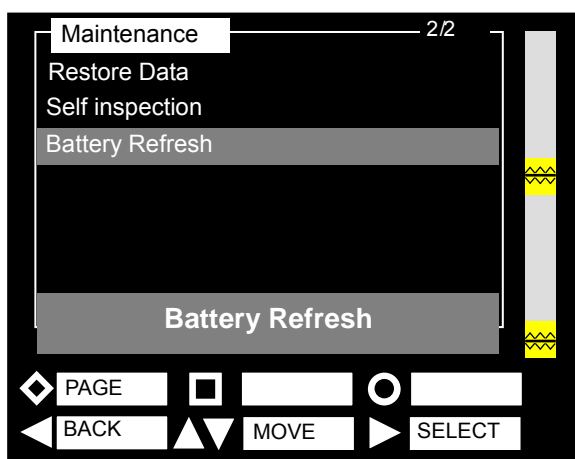 Maintenance 2/2
Restore Data
Self inspection
Battery Refresh
Battery Refresh
PAGE
BACK MOVE SELECT